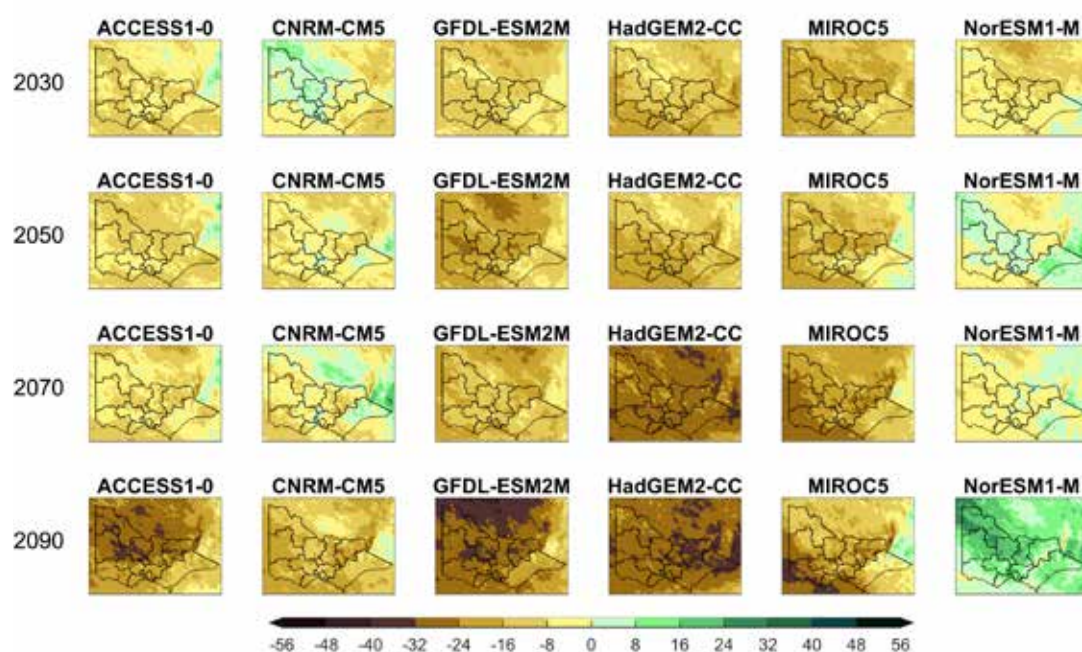 ACCESS1-0 CNRM-CM5 GFDL-ESM2M HadGEM2-CC MIROC5 NorESM1-M
2030
ACCESS1-0 CNRM-CM5 GFDL-ESM2M HadGEM2-CC MIROC5 NorESM1-M
2050
ACCESS1-0 CNRM-CM5 GFDL-ESM2M HadGEM2-CC MIROC5 NorESM1-M
2070
ACCESS1-0 CNRM-CM5 GFDL-ESM2M HadGEM2-CC MIROC5 NorESM1-M
2090
-56 -48 -40 -32 -24 -16 -8 0 8 16 24 32 40 48 56